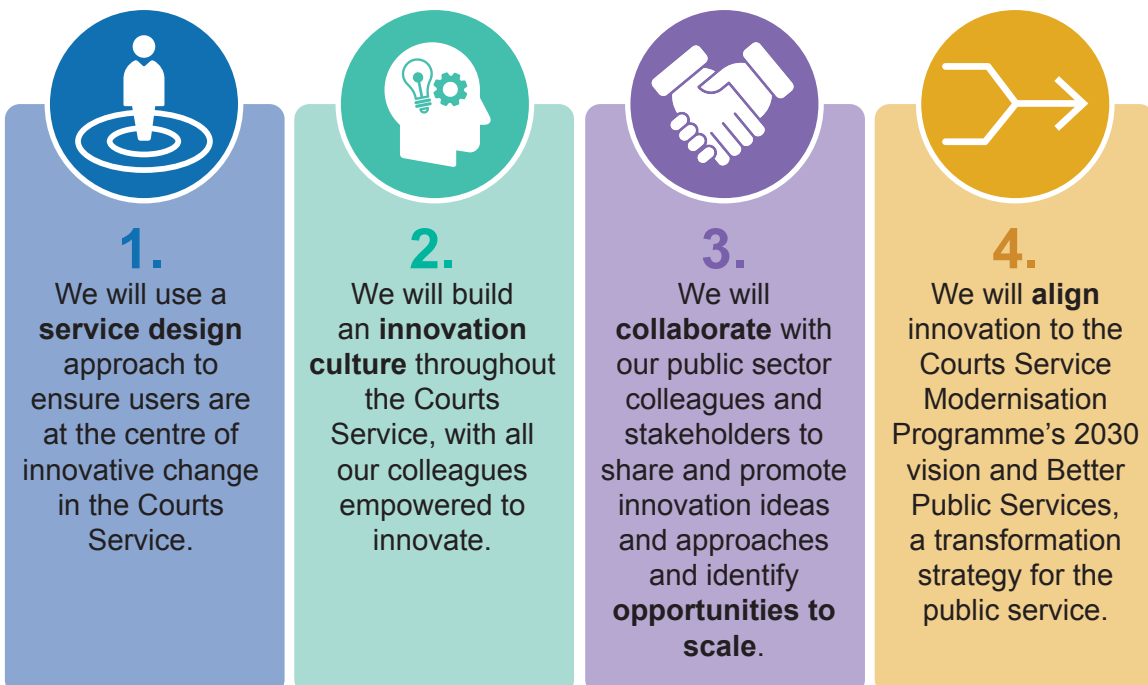 1.
We will use a
service design
approach to
ensure users are
at the centre of
innovative change
in the Courts
Service.
2.
We will build
an innovation
culture throughout
the Courts
Service, with all
our colleagues
empowered to
innovate.
3.
We will
collaborate with
our public sector
colleagues and
stakeholders to
share and promote
innovation ideas
and approaches
and identify
opportunities to
scale.
4.
We will align
innovation to the
Courts Service
Modernisation
Programme’s 2030
vision and Better
Public Services,
a transformation
strategy for the
public service.